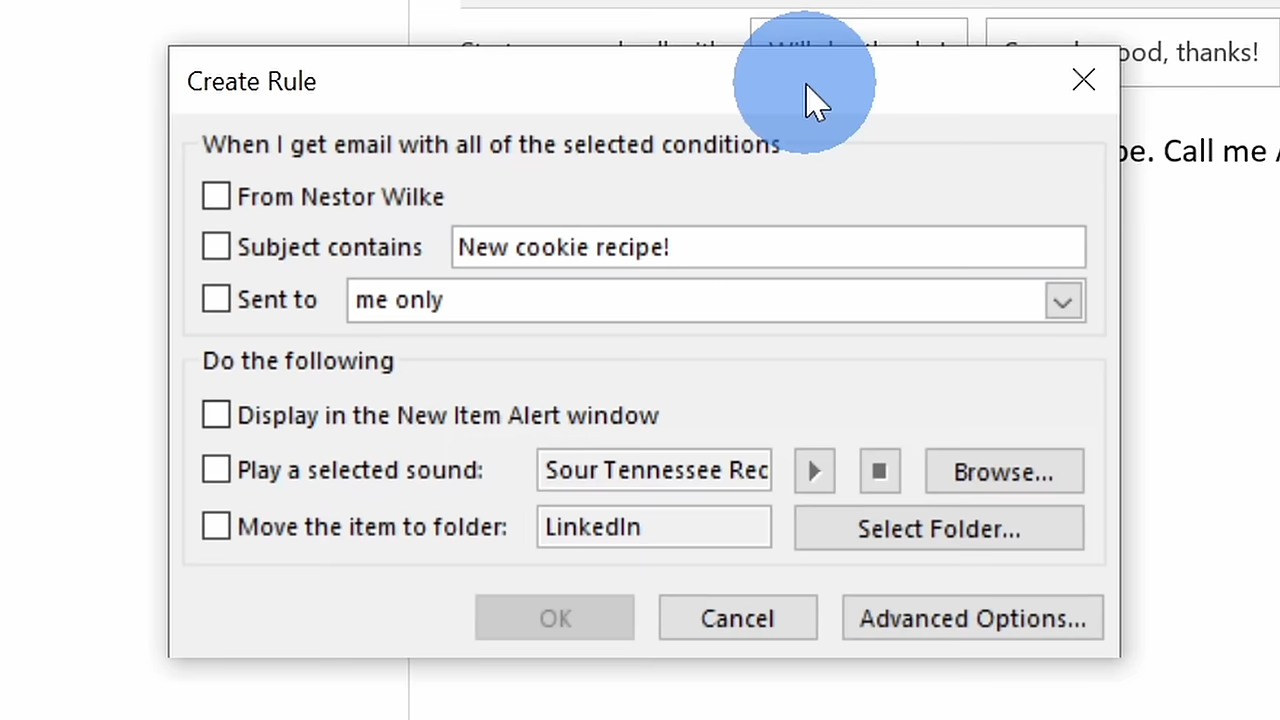 ood, thanks!
Create Rule
When I get email with all of the selected conditions
be. Call me
From Nestor Wilke
Subject contains New cookie recipe!
Sent to me only
Do the following
Display in the New Item Alert window
Play a selected sound: Sour Tennessee Rec Browse...
Move the item to folder: LinkedIn Select Folder...
OK Cancel Advanced Options...